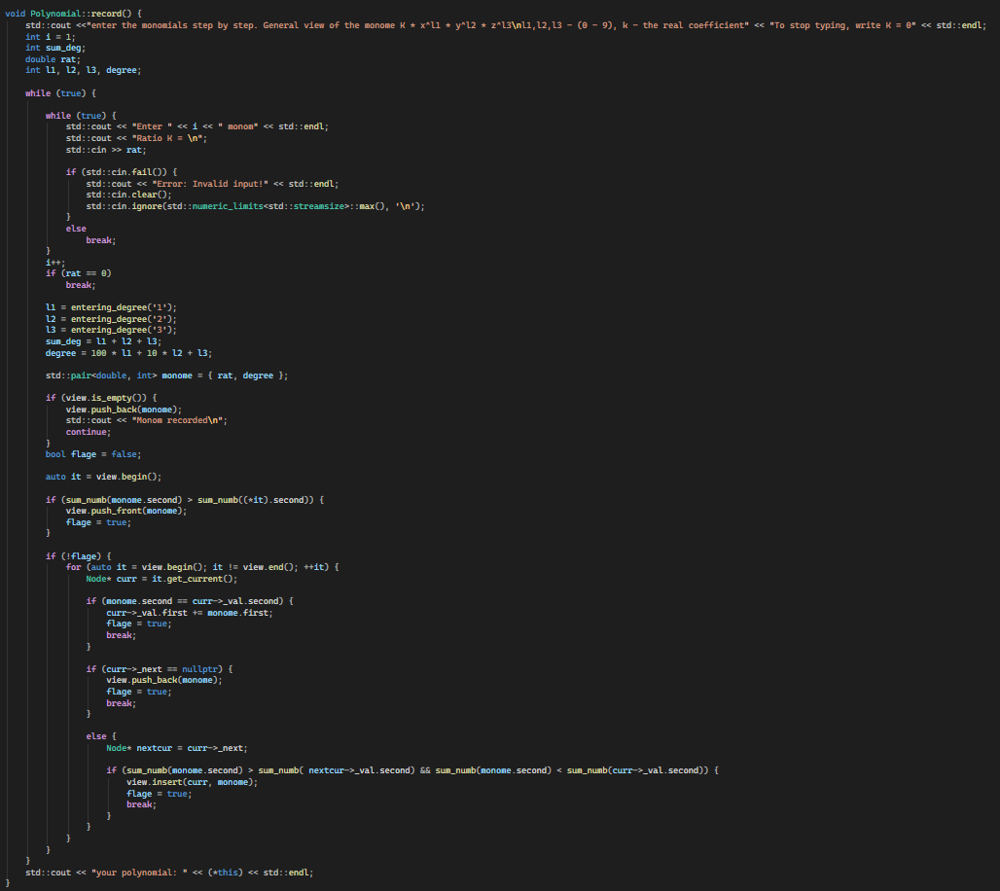 void Polynomial::record() {
std::cout <<"enter the monomials step by step. General view of the monome K * x^l1 * y^l2 * z^l3\nl1,l2,l3 - (0 - 9), k - the real coefficient" << "To stop typing, write K = 0" << std::endl;
int i = 1;
int sum_deg;
double rat;
int l1, l2, l3, degree;
while (true) {
while (true) {
std::cout << "Enter " << i << " monom" << std::endl;
std::cout << "Ratio K = \n";
std::cin >> rat;
if (std::cin.fail()) {
std::cout << "Error: Invalid input!" << std::endl;
std::cin.clear();
std::cin.ignore(std::numeric_limits<std::streamsize>::max(), '\n');
}
else
break;
}
i++;
if (rat == 0)
break;
l1 = entering_degree('1');
l2 = entering_degree('2');
l3 = entering_degree('3');
sum_deg = l1 + l2 + l3;
degree = 100 * l1 + 10 * l2 + l3;
std::pair<double, int> monome = { rat, degree };
if (view.is_empty()) {
view.push_back(monome);
std::cout << "Monom recorded\n";
continue;
}
bool flage = false;
auto it = view.begin();
if (sum_numb(monome.second) > sum_numb((*it).second)) {
view.push_front(monome);
flage = true;
}
if (!flage) {
for (auto it = view.begin(); it != view.end(); ++it) {
Node* curr = it.get_current();
if (monome.second == curr->_val.second) {
curr->_val.first += monome.first;
flage = true;
break;
}
if (curr->_next == nullptr) {
view.push_back(monome);
flage = true;
break;
}
else {
Node* nextcur = curr->_next;
if (sum_numb(monome.second) > sum_numb( nextcur->_val.second) && sum_numb(monome.second) < sum_numb(curr->_val.second)) {
view.insert(curr, monome);
flage = true;
break;
}
}
}
}
}
std::cout << "your polynomial: " << (*this) << std::endl;
}